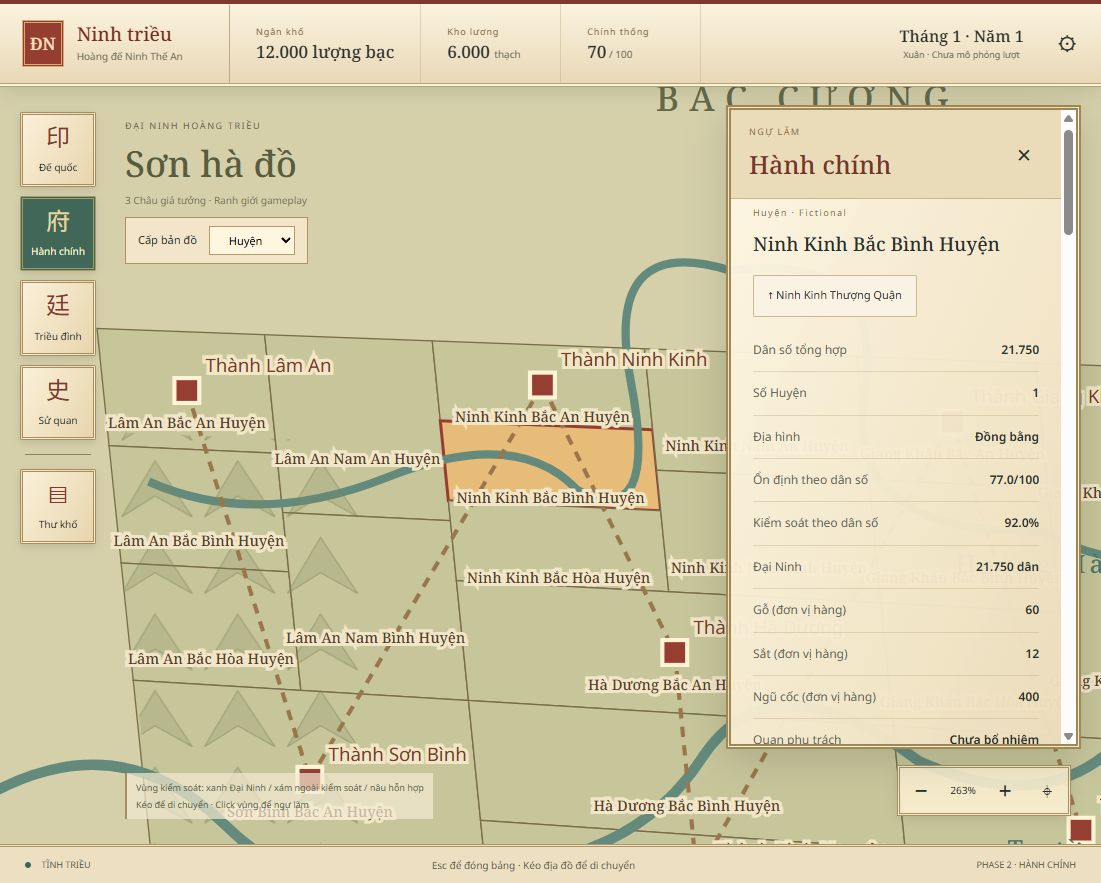 ĐN
Ninh triều
Hoàng đế Ninh Thế An
Ngân khố
12.000 lượng bạc
Kho lương
6.000 thạch
Chính thống
70 / 100
Tháng 1 · Năm 1
Xuân · Chưa mô phỏng lượt
BẮC CƯƠNG
印
Đế quốc
府
Hành chính
廷
Triều đình
史
Sử quan
目
Thư khố
ĐẠI NINH HOÀNG TRIỀU
Sơn hà đồ
3 Châu giả tưởng · Ranh giới gameplay
Cấp bản đồ
Huyện
Thành Lâm An
Thành Ninh Kinh
Lâm An Bắc An Huyện
Ninh Kinh Bắc An Huyện
Lâm An Nam An Huyện
Ninh Kinh Bắc Bình Huyện
Lâm An Bắc Bình Huyện
Ninh Kinh Bắc Hòa Huyện
Lâm An Nam Bình Huyện
Lâm An Bắc Hòa Huyện
Thành Hà Dương
Hà Dương Bắc An H
Thành Sơn Bình
Sơn Bình Bắc An Huyện
Hà Dương Bắc Bình Huyện
Vùng kiểm soát: xanh Đại Ninh / xám ngoài kiểm soát / nâu hỗn hợp
Kéo để di chuyển · Click vùng để ngự lãm
NGỰ LÃM
Hành chính
×
Huyện · Fictional
Ninh Kinh Bắc Bình Huyện
↑ Ninh Kinh Thượng Quận
Dân số tổng hợp 21.750
Số Huyện 1
Địa hình Đồng bằng
Ổn định theo dân số 77.0/100
Kiểm soát theo dân số 92.0%
Đại Ninh 21.750 dân
Gỗ (đơn vị hàng) 60
Sắt (đơn vị hàng) 12
Ngũ cốc (đơn vị hàng) 400
Quan phụ trách Chưa bổ nhiệm
− 263% +
TĨNH TRIỀU
Esc để đóng bảng · Kéo địa đồ để di chuyển
PHASE 2 · HÀNH CHÍNH